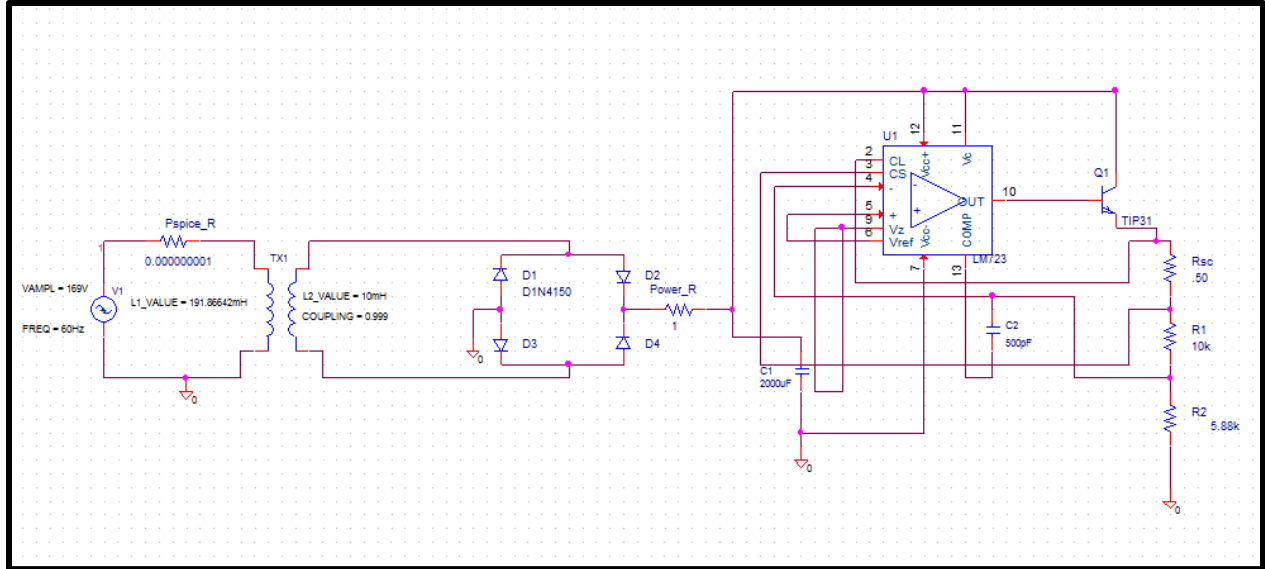 Pspice_R
0.000000001
1
V1
VAMPL = 169V
FREQ = 60Hz
0
TX1
L1_VALUE = 191.86642mH
L2_VALUE = 10mH
COUPLING = 0.999
D1
D1N4150
D2
D3
D4
0
Power_R
1
C1
2000uF
0
U1
2
CL
3
CS
4
-
5
+
9
Vz
6
Vref
12
Vcc+
11
Vc
-
+
OUT
10
Vcc-
7
COMP
13
LM723
Q1
TIP31
Rsc
.50
C2
500pF
R1
10k
R2
5.88k
0